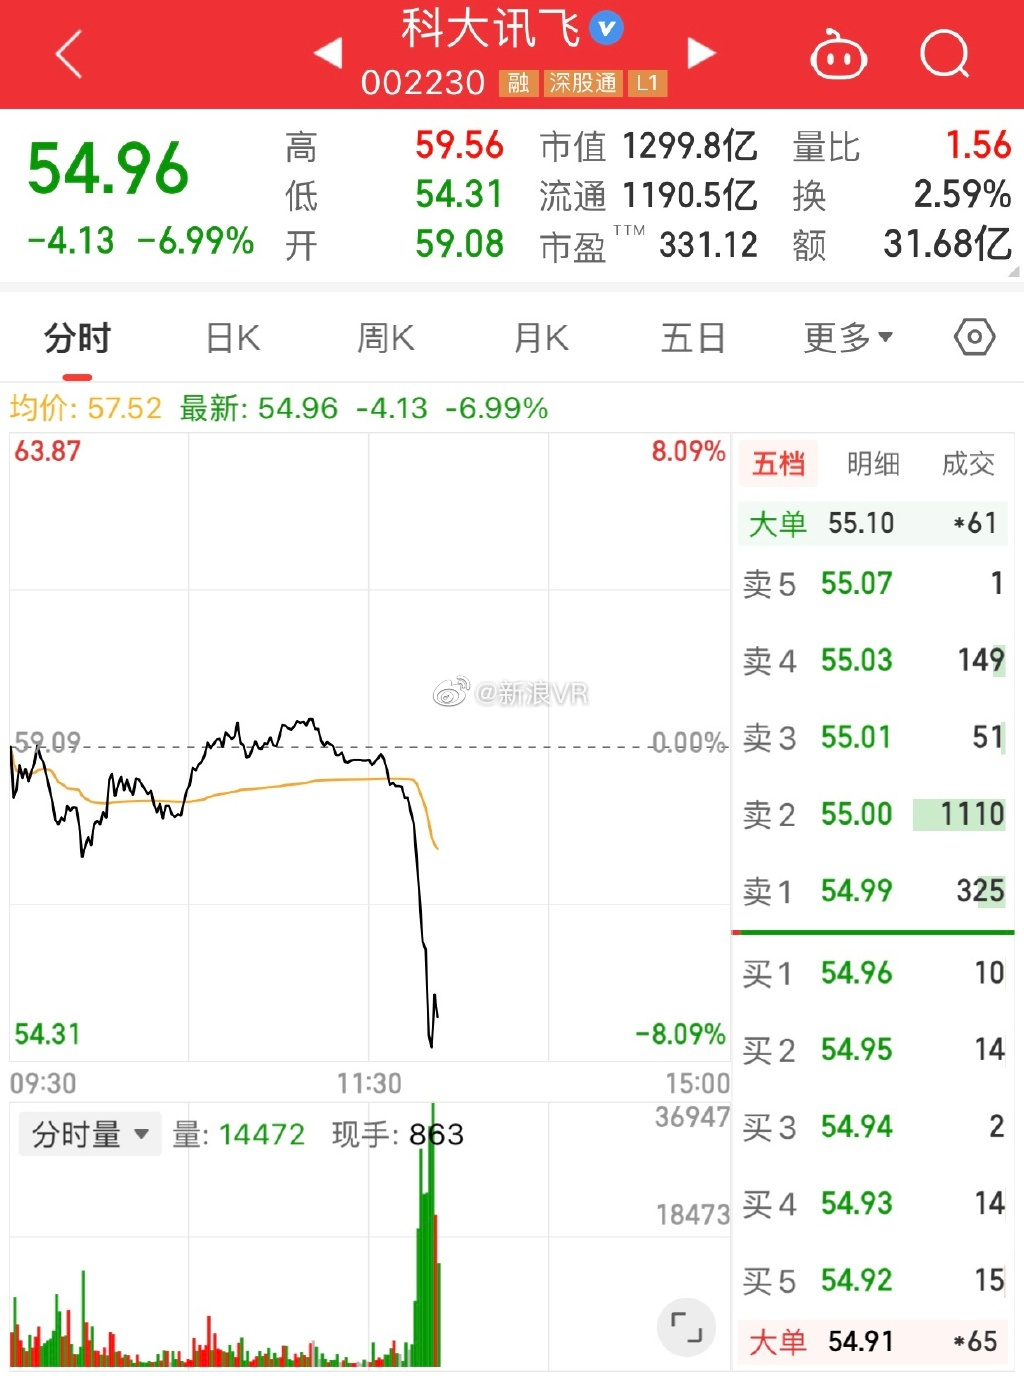 科大讯飞
002230 融 深股通 L1
54.96
-4.13 -6.99%
高 59.56 市值 1299.8亿 量比 1.56
低 54.31 流通 1190.5亿 换 2.59%
开 59.08 市盈TTM 331.12 额 31.68亿
分时 日K 周K 月K 五日 更多
均价: 57.52 最新: 54.96 -4.13 -6.99%
63.87 8.09%
59.09 0.00%
54.31 -8.09%
@新浪VR
09:30 11:30 15:00
分时量 量: 14472 现手: 863
36947
18473
五档 明细 成交
大单 55.10 *61
卖5 55.07 1
卖4 55.03 149
卖3 55.01 51
卖2 55.00 1110
卖1 54.99 325
买1 54.96 10
买2 54.95 14
买3 54.94 2
买4 54.93 14
买5 54.92 15
大单 54.91 *65